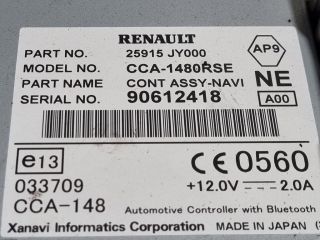 RENAULT
PART NO. 25915 JY000
MODEL NO. CCA-1480RSE
PART NAME CONT ASSY-NAVI
SERIAL NO. 90612418
AP9
NE
A00
e13
CE 0560
033709
+12.0V 2.0A
CCA-148
Automotive Controller with Bluetooth
Xanavi Informatics Corporation MADE IN JAPAN